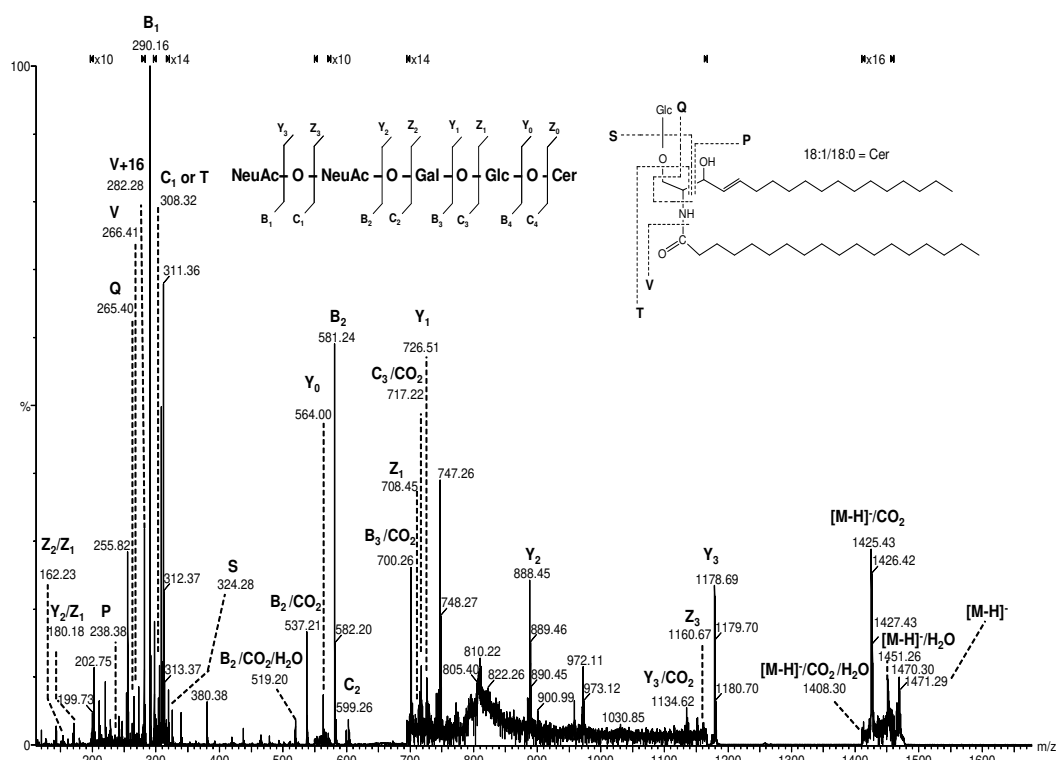 B1
290.16
x10
x14
x10
x14
x16
100
%
0
V+16
282.28
V
266.41
C1 or T
308.32
311.36
Q
265.40
Y3
Z3
Y2
Z2
Y1
Z1
Y0
Z0
NeuAc O NeuAc O Gal O Glc O Cer
B1
C1
B2
C2
B3
C3
B4
C4
Glc
Q
S
P
O
OH
18:1/18:0 = Cer
NH
C
O
V
T
B2
581.24
Y0
564.00
Y1
726.51
C3/CO2
717.22
Z1
708.45
747.26
B3/CO2
700.26
[M-H]-/CO2
1425.43
1426.42
Z2/Z1
162.23
255.82
Y2/Z1
180.18
P
238.38
312.37
S
324.28
B2/CO2
537.21
582.20
748.27
Y2
888.45
889.46
Y3
1178.69
1179.70
Z3
1160.67
1427.43
[M-H]-
[M-H]-/H2O
1451.26
1470.30
1471.29
202.75
199.73
313.37
380.38
B2/CO2/H2O
519.20
C2
599.26
810.22
805.40
822.26
890.45
900.99
972.11
973.12
1030.85
Y3/CO2
1134.62
1180.70
[M-H]-/CO2/H2O
1408.30
200 300 400 500 600 700 800 900 1000 1100 1200 1300 1400 1500 1600
m/z